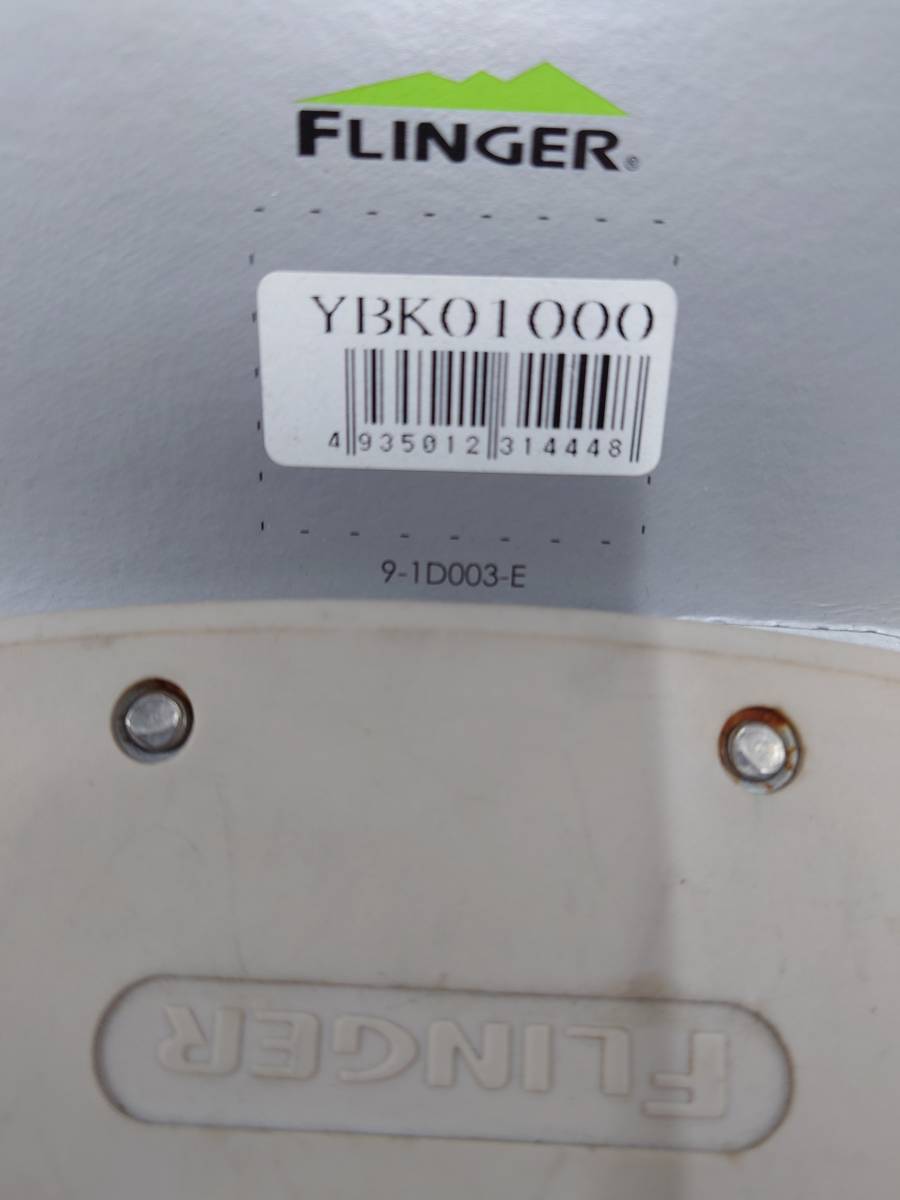 FLINGER®
YBK01000
4 935012 314448
9-1D003-E
FLINGER